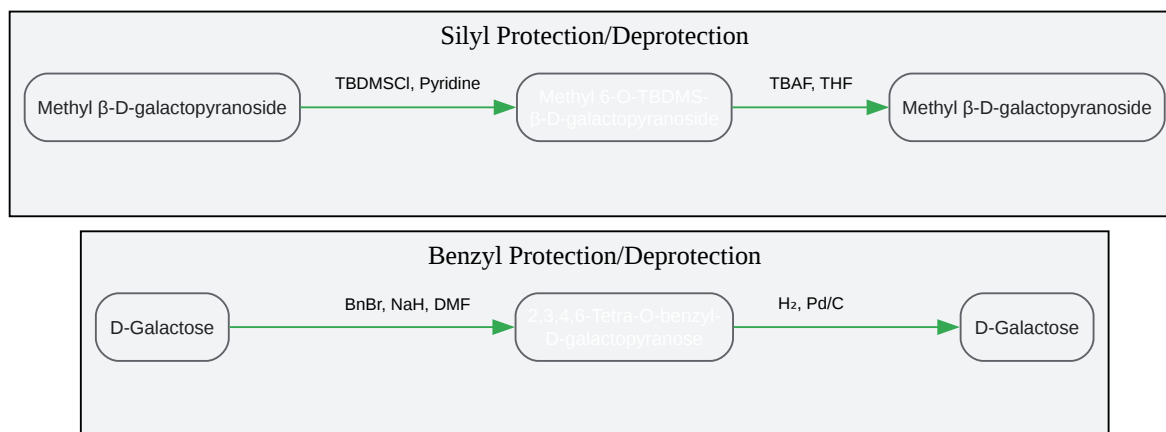 Silyl Protection/Deprotection
Methyl β-D-galactopyranoside
TBDMSCl, Pyridine
Methyl 6-O-TBDMS-
β-D-galactopyranoside
TBAF, THF
Methyl β-D-galactopyranoside
Benzyl Protection/Deprotection
D-Galactose
BnBr, NaH, DMF
2,3,4,6-Tetra-O-benzyl-
D-galactopyranose
H₂, Pd/C
D-Galactose